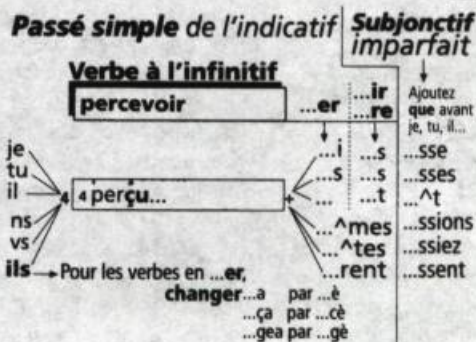 Passé simple de l'indicatif
Subjonctif
imparfait
Verbe à l'infinitif
percevoir
...er
...ir
...re
Ajoutez
que avant
je, tu, il...
je
tu
il
ns
vs
ils
4
4 perçu...
+
...i ...s ...sse
...s ...s ...sses
... ...t ...^t
...^mes ...ssions
...^tes ...ssiez
...rent ...ssent
Pour les verbes en ...er,
changer ...a par ...è
...ça par ...cè
...gea par ...gè